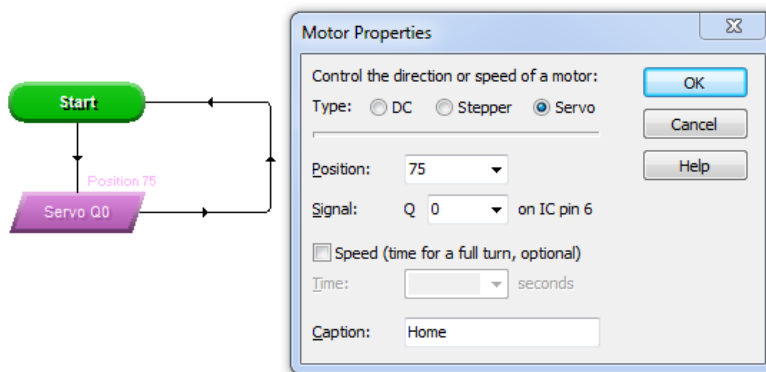 Start
Position 75
Servo Q0
Motor Properties
Control the direction or speed of a motor:
Type: DC Stepper Servo
Position: 75
Signal: Q 0 on IC pin 6
Speed (time for a full turn, optional)
Time: seconds
Caption: Home
OK
Cancel
Help